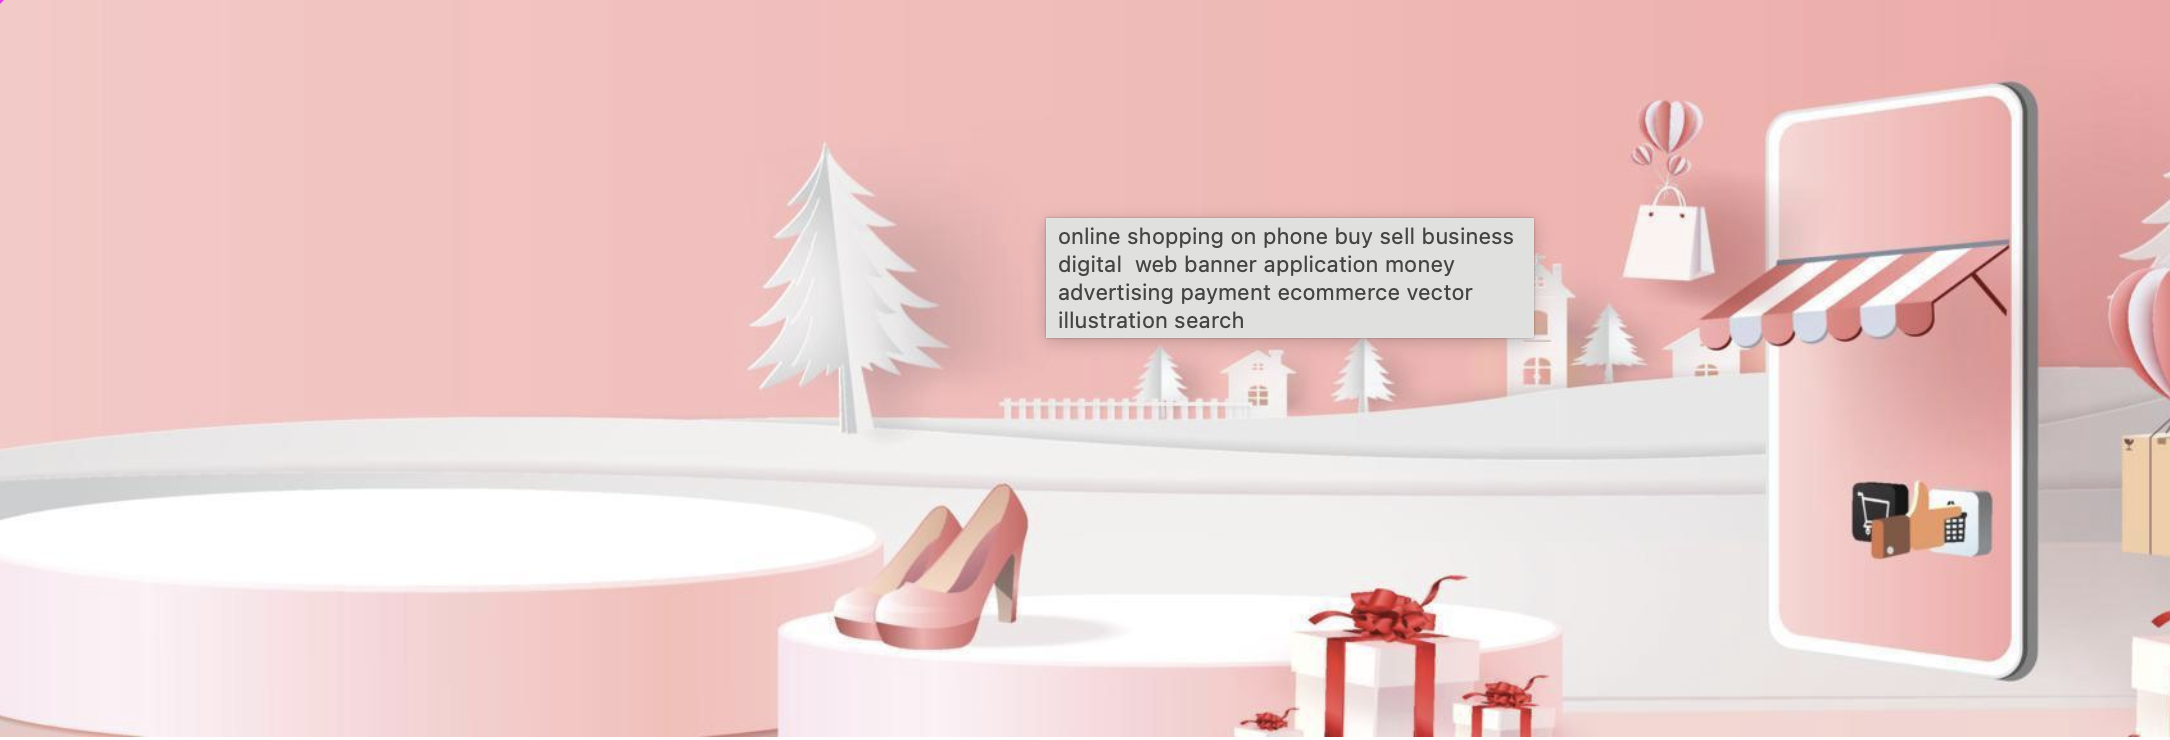 online shopping on phone buy sell business
digital  web banner application money
advertising payment ecommerce vector
illustration search